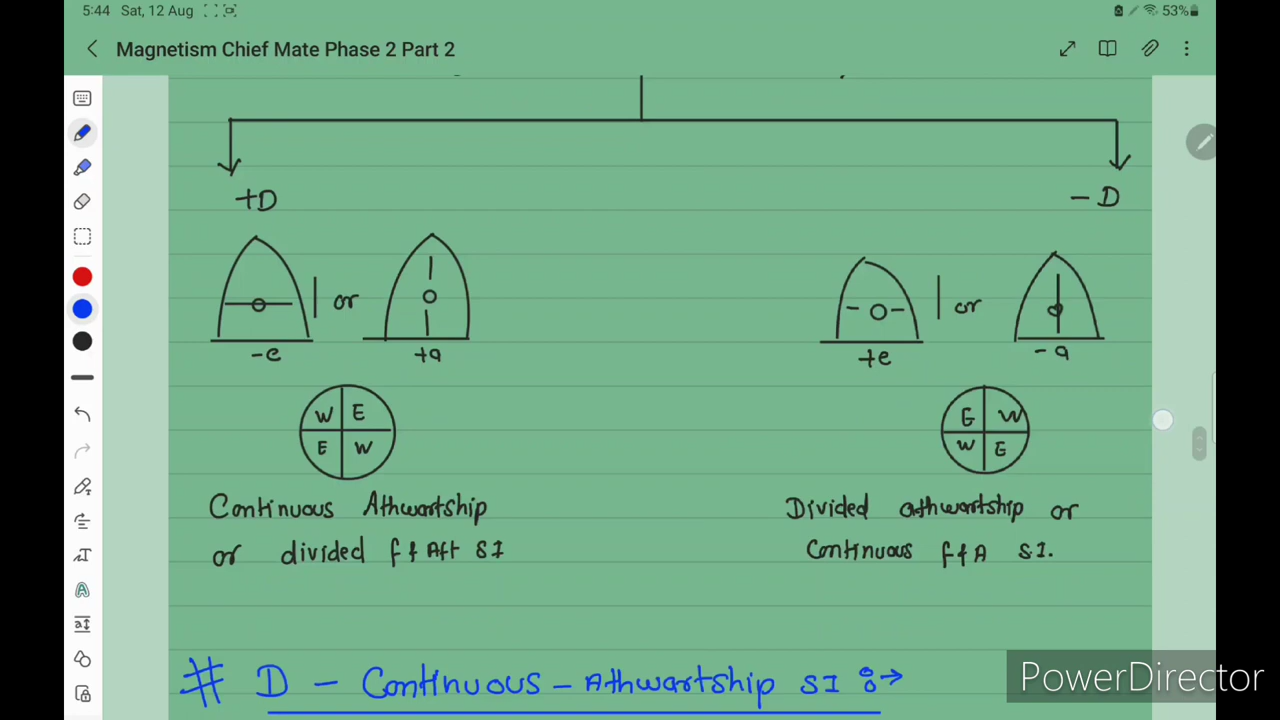 5:44 Sat, 12 Aug
53%
Magnetism Chief Mate Phase 2 Part 2
+D
- D
or
or
-e
+a
+e
- a
W E
E W
E W
W E
Continuous Athwartship
or divided f & Aft SI
Divided athwartship or
Continuous f & A SI.
# D - Continuous - Athwartship SI :→
PowerDirector